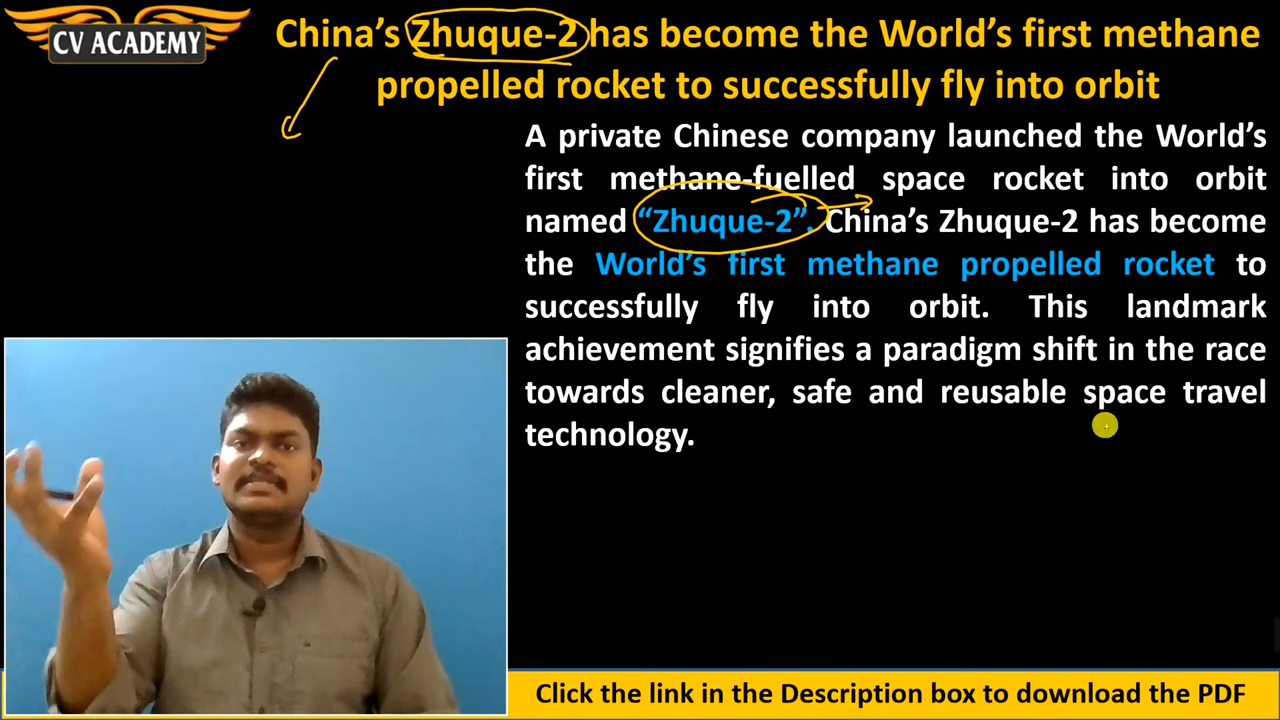 CV ACADEMY
China's Zhuque-2 has become the World's first methane
propelled rocket to successfully fly into orbit
A private Chinese company launched the World's
first methane-fuelled space rocket into orbit
named “Zhuque-2”. China's Zhuque-2 has become
the World's first methane propelled rocket to
successfully fly into orbit. This landmark
achievement signifies a paradigm shift in the race
towards cleaner, safe and reusable space travel
technology.
Click the link in the Description box to download the PDF